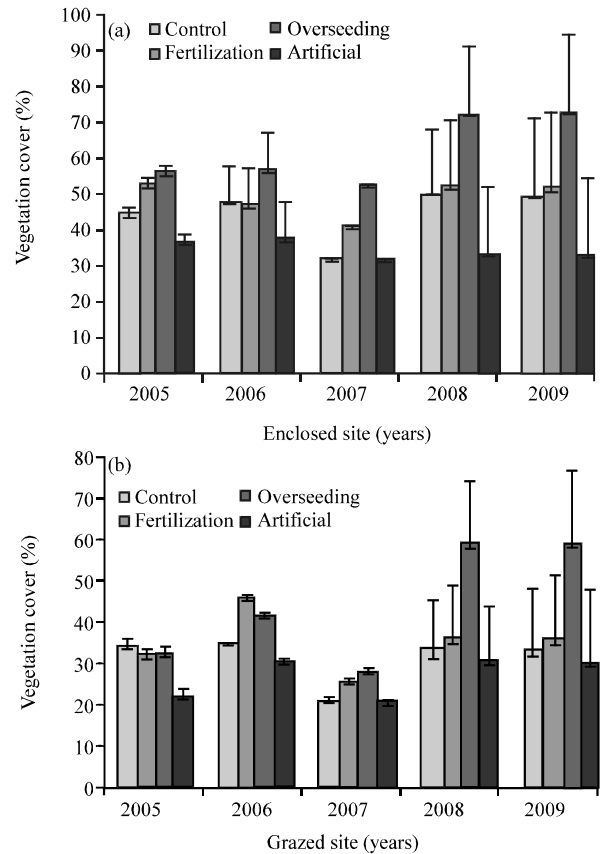 (a)
Control Overseeding
Fertilization Artificial
Vegetation cover (%)
100
90
80
70
60
50
40
30
20
10
0
2005 2006 2007 2008 2009
Enclosed site (years)
(b)
Control Overseeding
Fertilization Artificial
Vegetation cover (%)
80
70
60
50
40
30
20
10
0
2005 2006 2007 2008 2009
Grazed site (years)